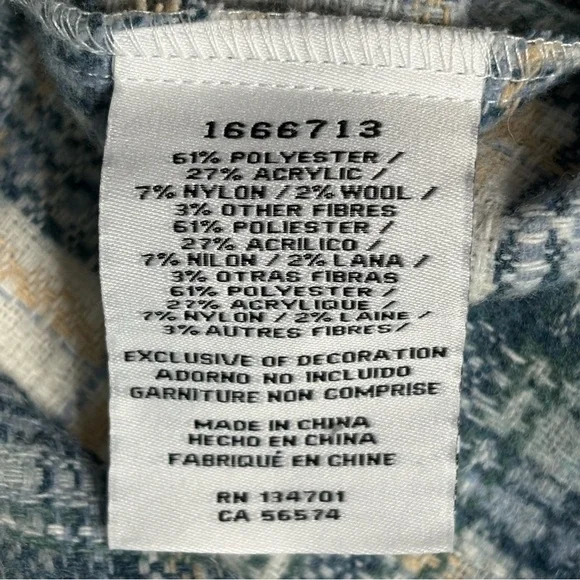 1666713
61% POLYESTER /
27% ACRYLIC /
7% NYLON / 2% WOOL /
3% OTHER FIBRES
61% POLIESTER /
27% ACRILICO /
7% NILON / 2% LANA /
3% OTRAS FIBRAS
61% POLYESTER /
27% ACRYLIQUE /
7% NYLON / 2% LAINE /
3% AUTRES FIBRES/
EXCLUSIVE OF DECORATION
ADORNO NO INCLUIDO
GARNITURE NON COMPRISE
MADE IN CHINA
HECHO EN CHINA
FABRIQUÉ EN CHINE
RN 134701
CA 56574